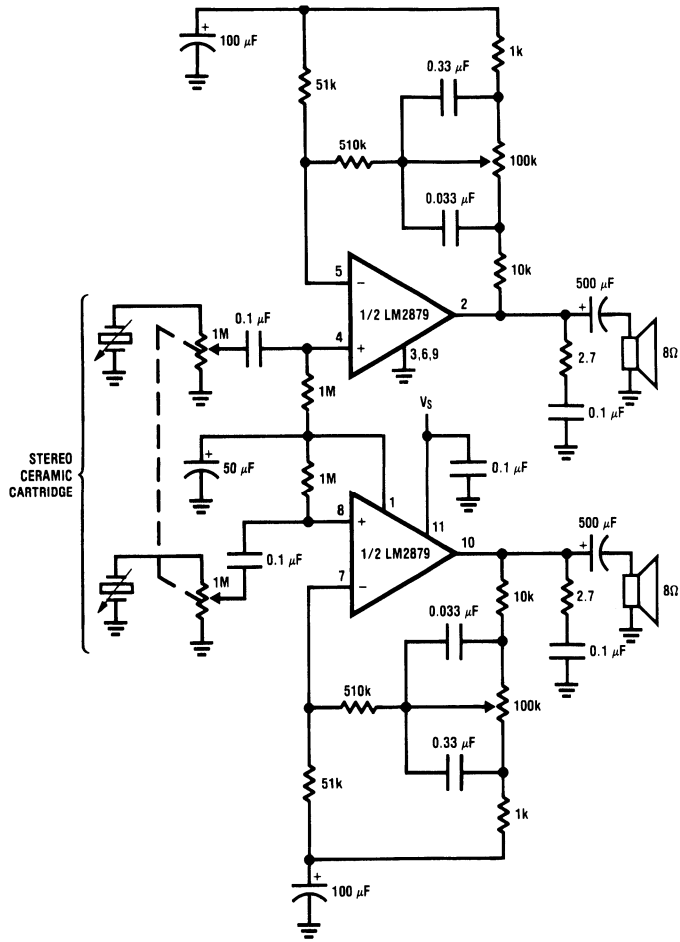 100 µF
+
1k
0.33 µF
51k
510k
100k
0.033 µF
10k
5
−
1/2 LM2879
2
500 µF
+
8Ω
0.1 µF
1M
4
+
3,6,9
2.7
0.1 µF
1M
VS
STEREO
CERAMIC
CARTRIDGE
+
50 µF
1M
1
0.1 µF
8
+
11
1/2 LM2879
10
500 µF
+
8Ω
1M
0.1 µF
7
−
10k
2.7
0.033 µF
0.1 µF
510k
100k
0.33 µF
51k
1k
+
100 µF